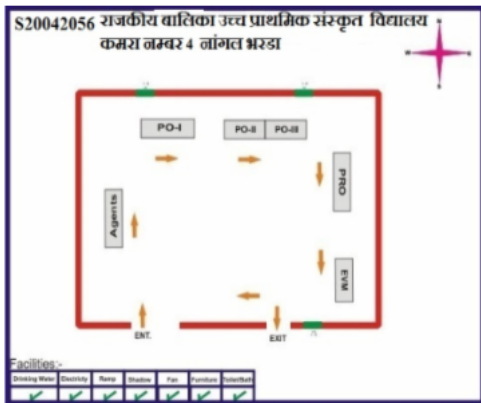 S20042056 राजकीय बालिका उच्च प्राथमिक संस्कृत विद्यालय
कमरा नम्बर 4 नांगल भरडा
PO-I
PO-II PO-III
PRO
Agents
EVM
ENT.
EXIT
Facilities:-
Drinking Water Electricity Ramp Shadow Fan Furniture Toilet/Bath